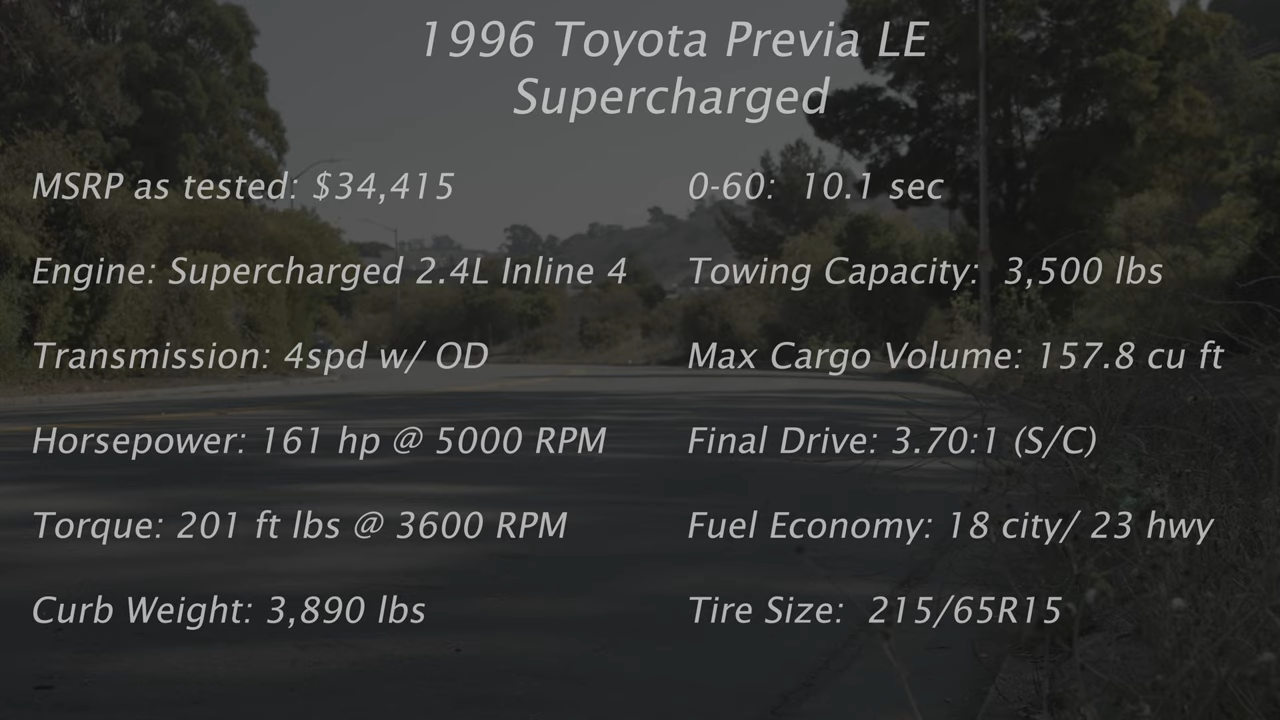 1996 Toyota Previa LE
Supercharged
MSRP as tested: $34,415
Engine: Supercharged 2.4L Inline 4
Transmission: 4spd w/ OD
Horsepower: 161 hp @ 5000 RPM
Torque: 201 ft lbs @ 3600 RPM
Curb Weight: 3,890 lbs
0-60: 10.1 sec
Towing Capacity: 3,500 lbs
Max Cargo Volume: 157.8 cu ft
Final Drive: 3.70:1 (S/C)
Fuel Economy: 18 city/ 23 hwy
Tire Size: 215/65R15